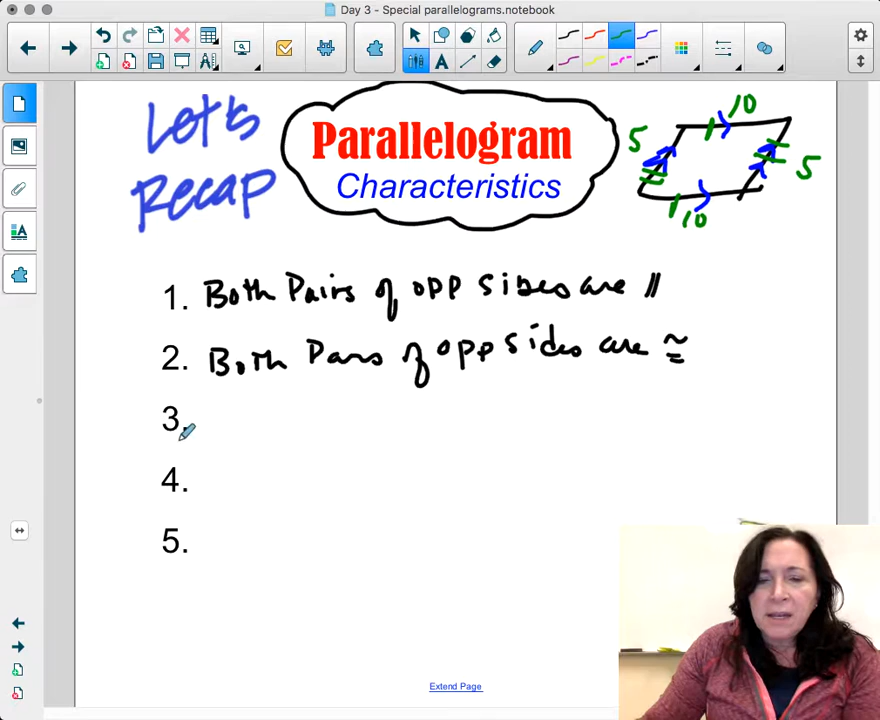 Day 3 - Special parallelograms.notebook
Let's
Recap
Parallelogram
Characteristics
10
5
5
10
1. Both Pairs of opp sides are ||
2. Both Pars of opp sides are ≅
3.
4.
5.
Extend Page